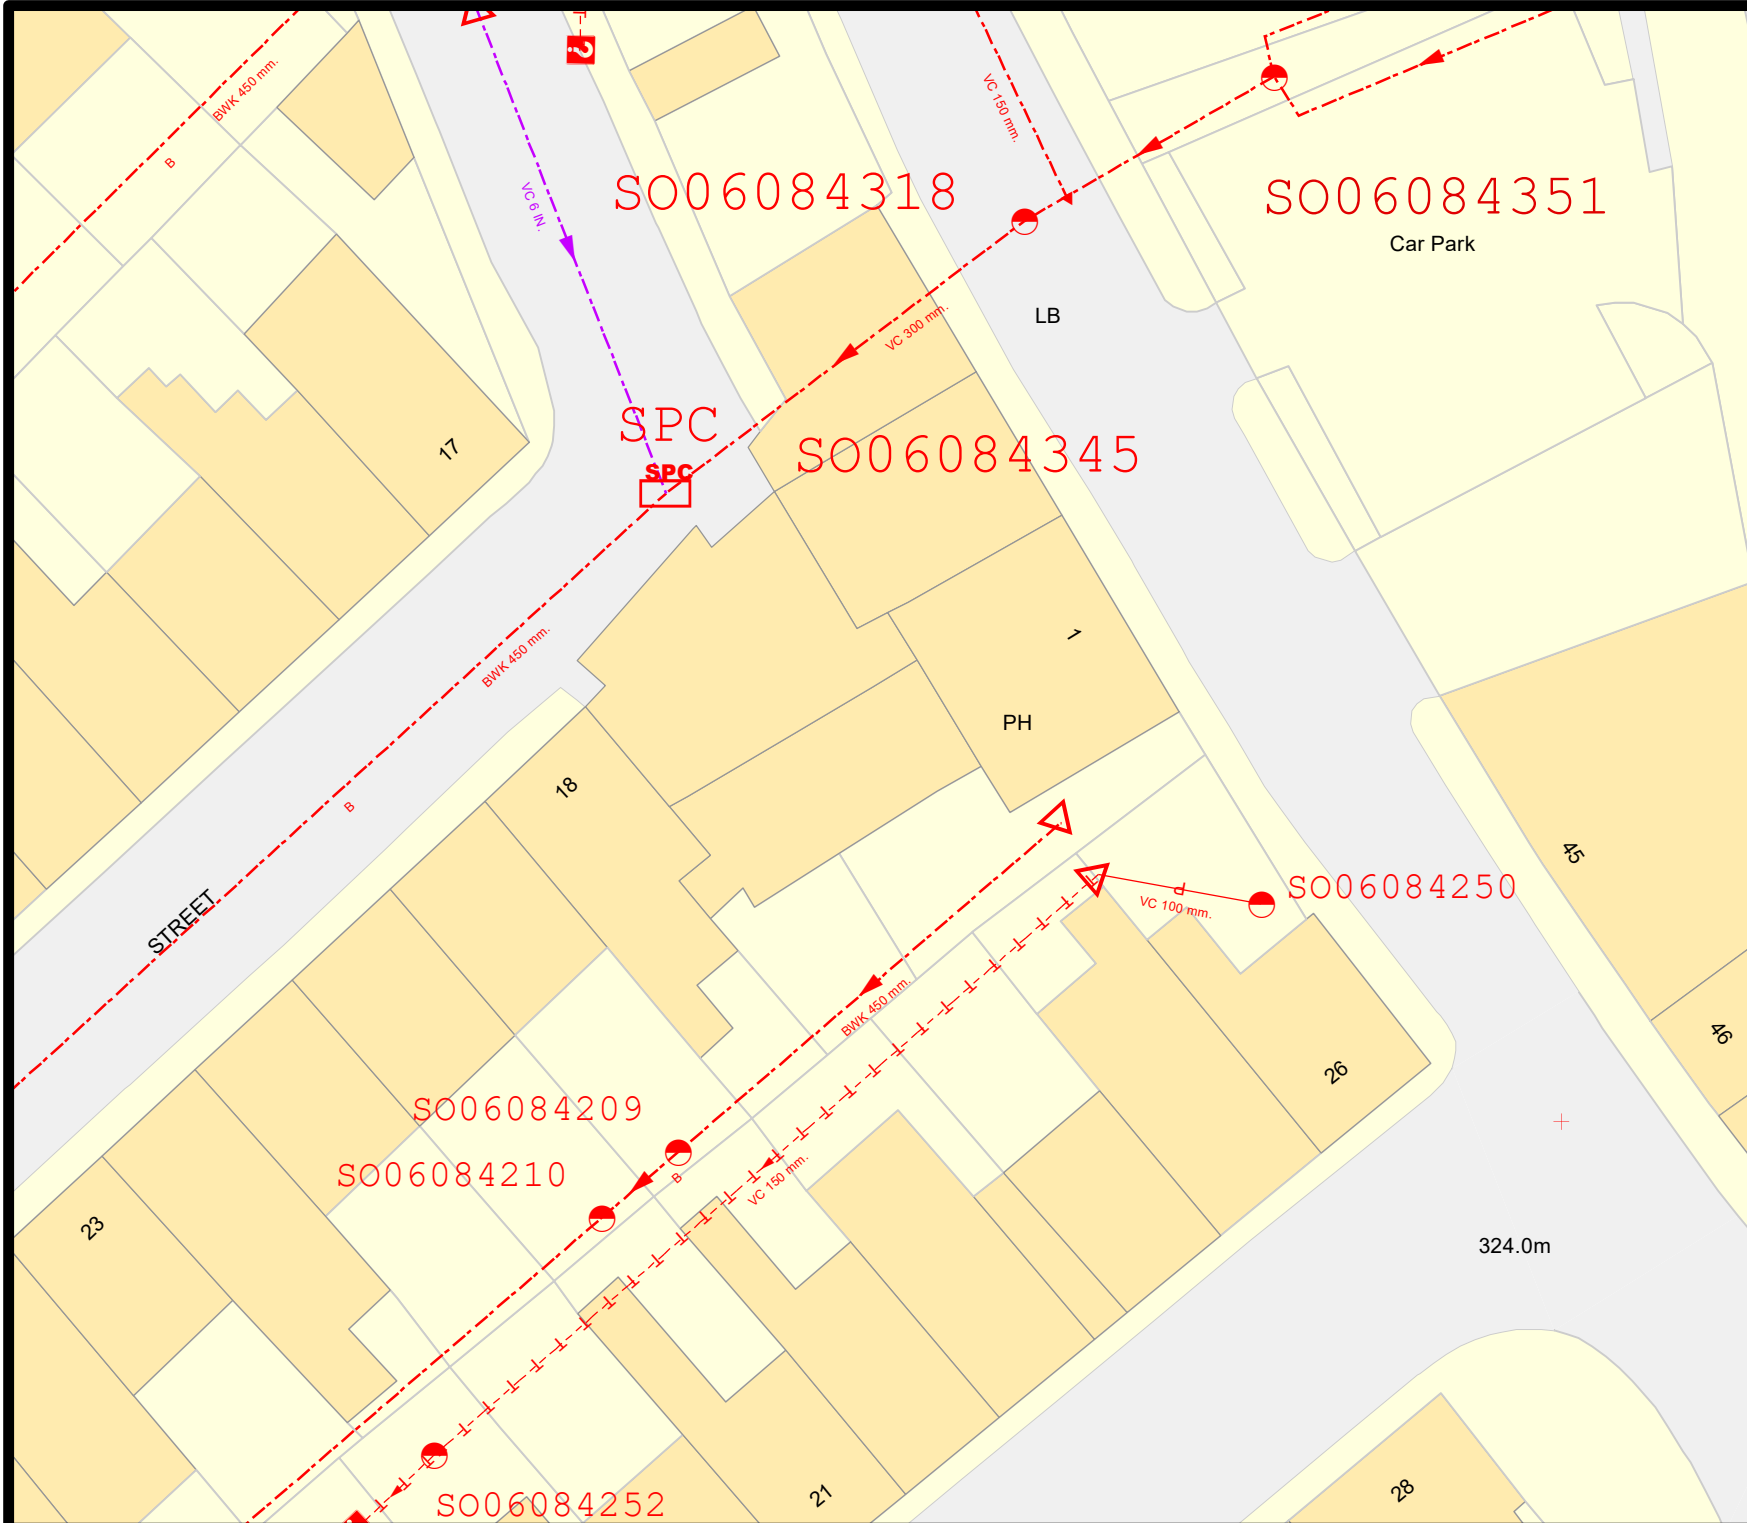 ?
BWK 450 mm.
VC 150 mm.
B
VC 6 IN.
SO06084318
SO06084351
Car Park
LB
VC 300 mm.
SPC
SO06084345
17
SPC
1
BWK 450 mm.
PH
18
B
45
SO06084250
P
VC 100 mm.
STREET
46
BWK 450 mm.
26
SO06084209
SO06084210
B
VC 150 mm.
23
324.0m
28
21
SO06084252